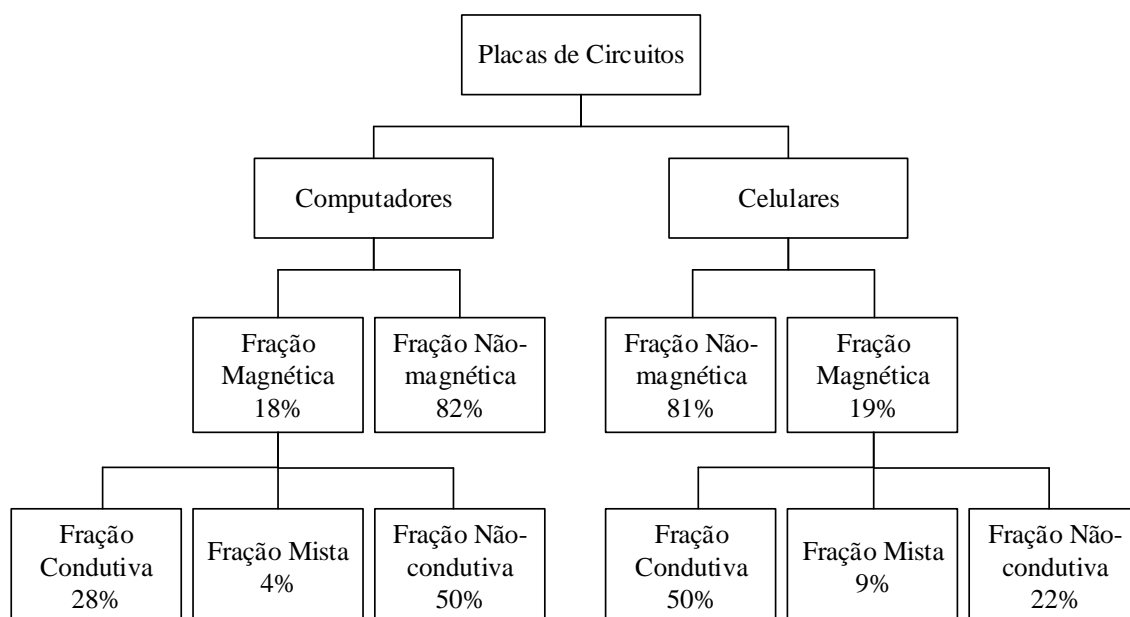 Placas de Circuitos
Computadores
Celulares
Fração
Magnética
18%
Fração Não-
magnética
82%
Fração Não-
magnética
81%
Fração
Magnética
19%
Fração
Condutiva
28%
Fração Mista
4%
Fração Não-
condutiva
50%
Fração
Condutiva
50%
Fração Mista
9%
Fração Não-
condutiva
22%